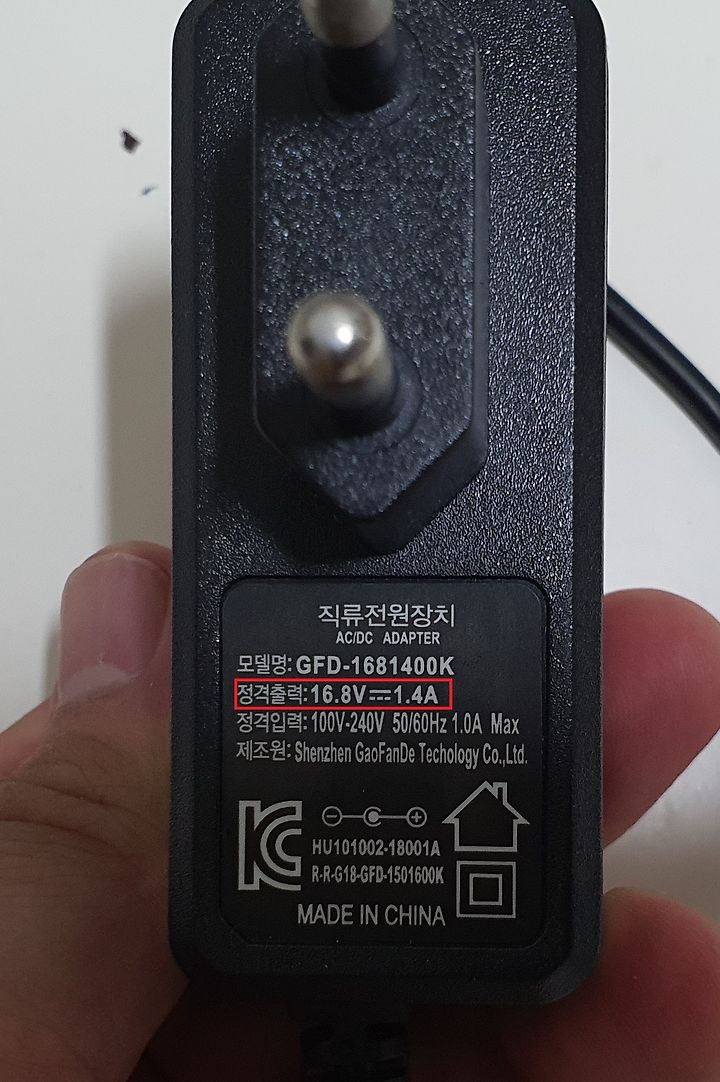 직류전원장치
AC/DC ADAPTER
모델명: GFD-1681400K
정격출력: 16.8V⎓1.4A
정격입력: 100V-240V 50/60Hz 1.0A Max
제조원: Shenzhen GaoFanDe Techology Co.,Ltd.
KC
HU101002-18001A
R-R-G18-GFD-1501600K
MADE IN CHINA